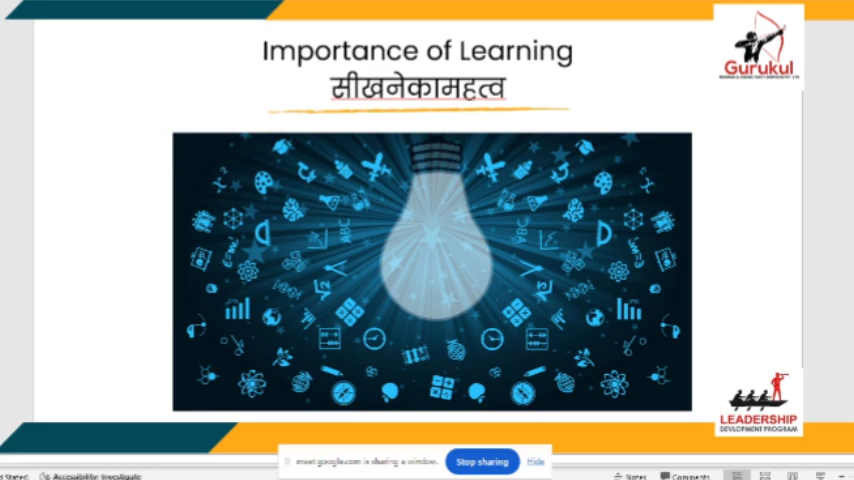 Importance of Learning
सीखनेकामहत्व
Gurukul
LEADERSHIP
DEVLOPMENT PROGRAM
meet.google.com is sharing a window.
Stop sharing
Hide
Accessibility: Investigate
Notes
Comments